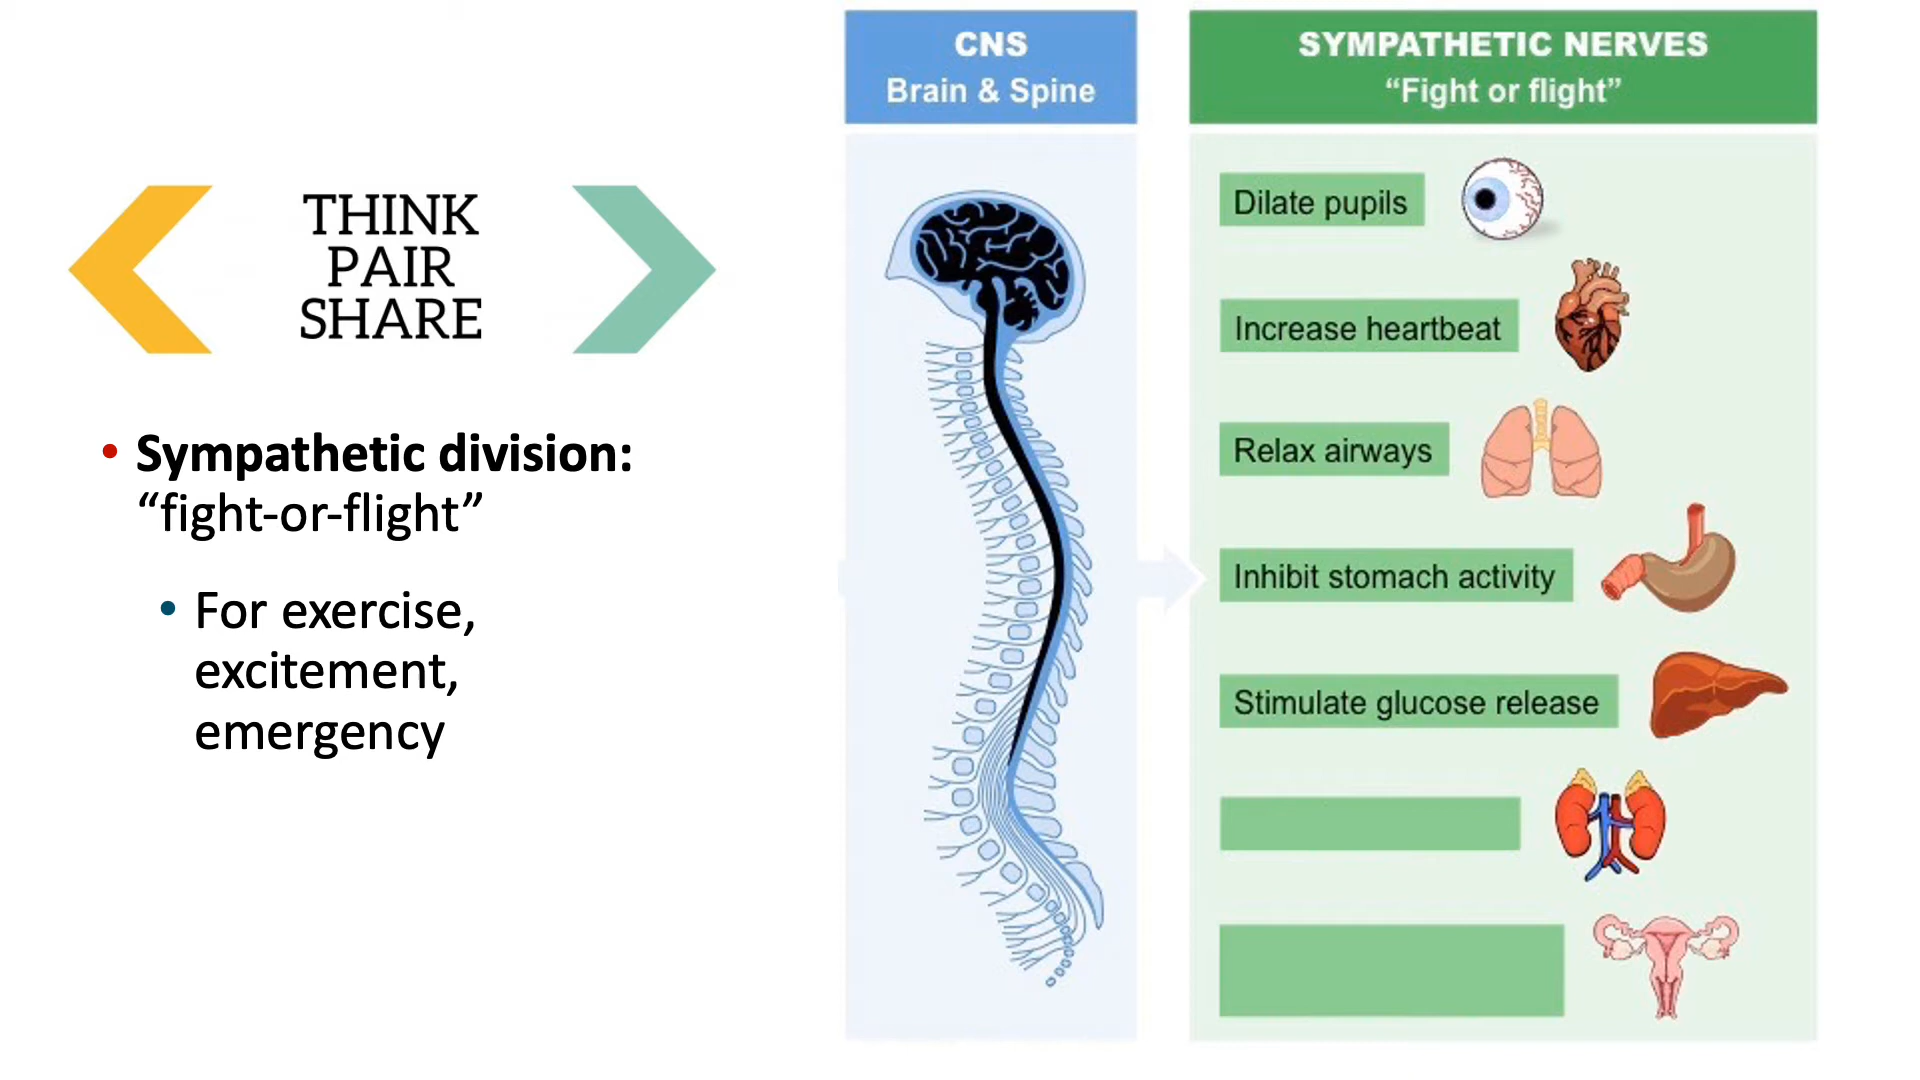 THINK
PAIR
SHARE
• Sympathetic division:
“fight-or-flight”
• For exercise,
excitement,
emergency
CNS
Brain & Spine
SYMPATHETIC NERVES
“Fight or flight”
Dilate pupils
Increase heartbeat
Relax airways
Inhibit stomach activity
Stimulate glucose release